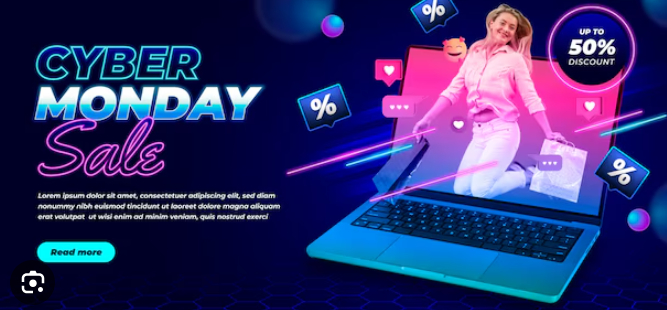 CYBER
MONDAY
Sale
Lorem ipsum dolor sit amet, consectetuer adipiscing elit, sed diam
nonummy nibh euismod tincidunt ut laoreet dolore magna aliquam
erat volutpat ut wisi enim ad minim veniam, quis nostrud exerci
Read more
%
%
%
UP TO
50%
DISCOUNT